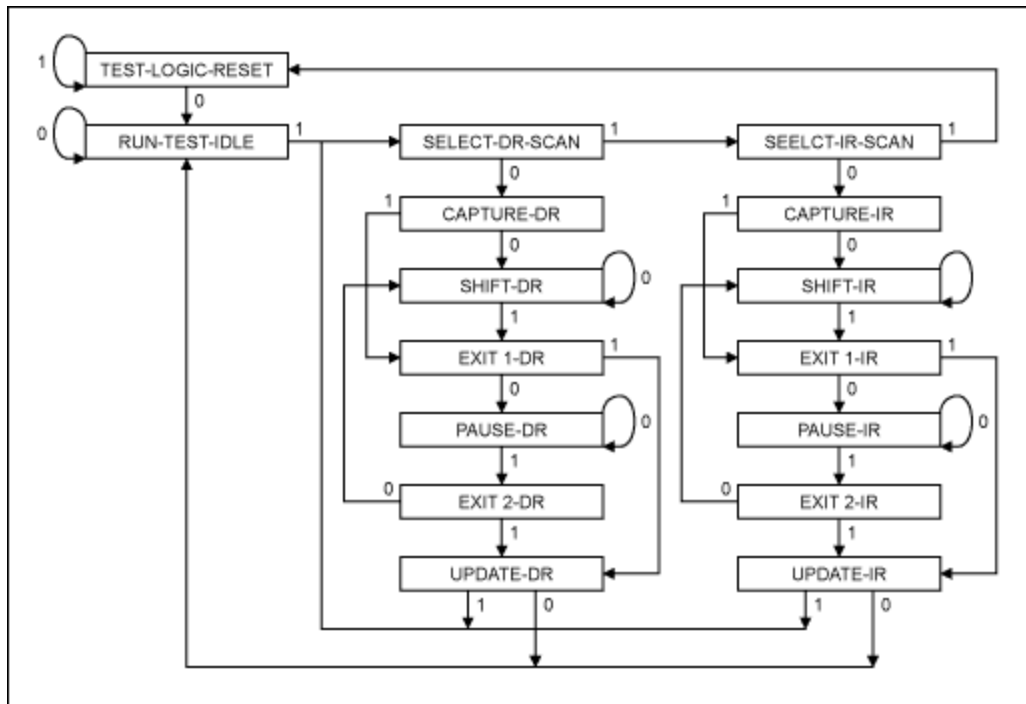 1
TEST-LOGIC-RESET
0
0
RUN-TEST-IDLE
1
SELECT-DR-SCAN
1
SEELCT-IR-SCAN
1
0
0
1
CAPTURE-DR
1
CAPTURE-IR
0
0
SHIFT-DR
0
SHIFT-IR
1
1
EXIT 1-DR
1
EXIT 1-IR
1
0
0
PAUSE-DR
0
PAUSE-IR
0
1
1
0
EXIT 2-DR
0
EXIT 2-IR
1
1
UPDATE-DR
UPDATE-IR
1
0
1
0